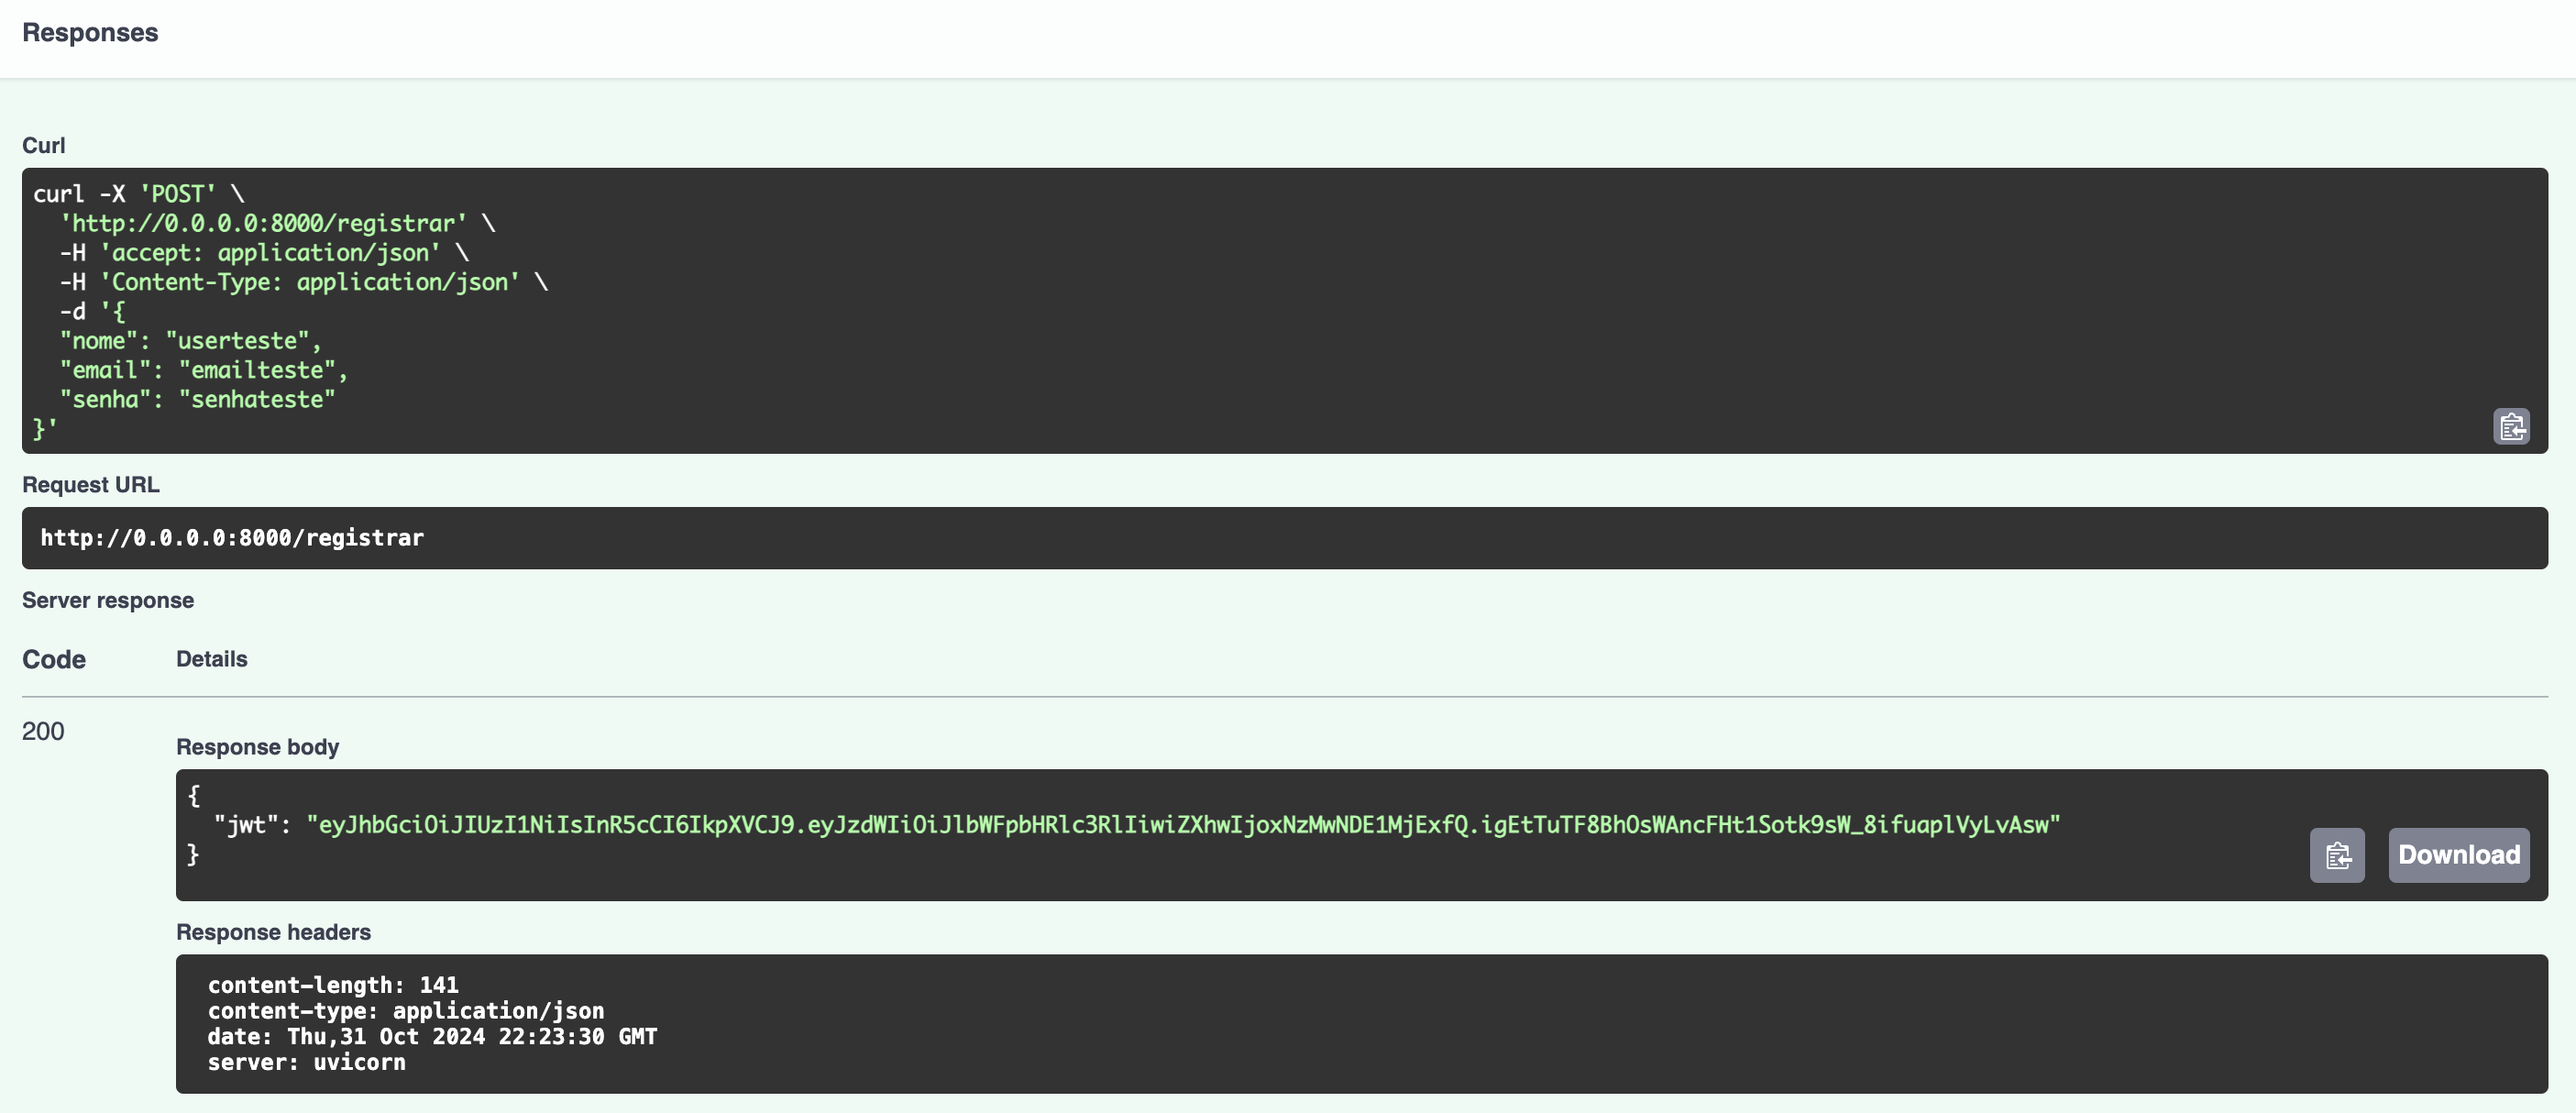 Responses
Curl
curl -X 'POST' \
'http://0.0.0.0:8000/registrar' \
-H 'accept: application/json' \
-H 'Content-Type: application/json' \
-d '{
"nome": "userteste",
"email": "emailteste",
"senha": "senhateste"
}'
Request URL
http://0.0.0.0:8000/registrar
Server response
Code Details
200
Response body
{
"jwt": "eyJhbGciOiJIUzI1NiIsInR5cCI6IkpXVCJ9.eyJzdWIiOiJlbWFpbHRlc3RlIiwiZXhwIjoxNzMwNDE1MjExfQ.igEtTuTF8BhOsWAncFHt1Sotk9sW_8ifuaplVyLvAsw"
}
Download
Response headers
content-length: 141
content-type: application/json
date: Thu,31 Oct 2024 22:23:30 GMT
server: uvicorn